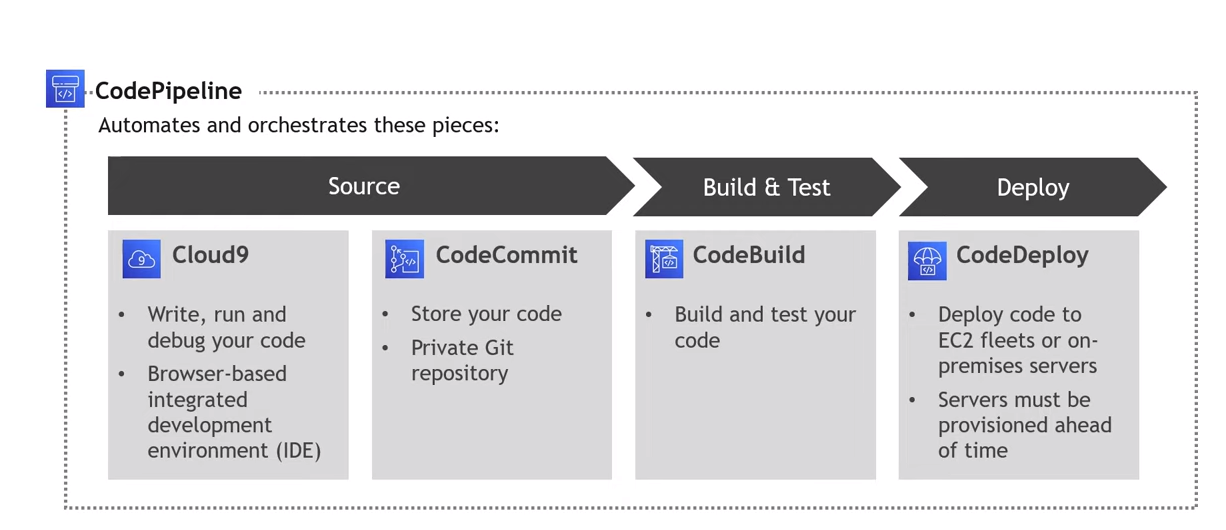 CodePipeline
Automates and orchestrates these pieces:
Source
Build & Test
Deploy
Cloud9
• Write, run and
debug your code
• Browser-based
integrated
development
environment (IDE)
CodeCommit
• Store your code
• Private Git
repository
CodeBuild
• Build and test your
code
CodeDeploy
• Deploy code to
EC2 fleets or on-
premises servers
• Servers must be
provisioned ahead
of time